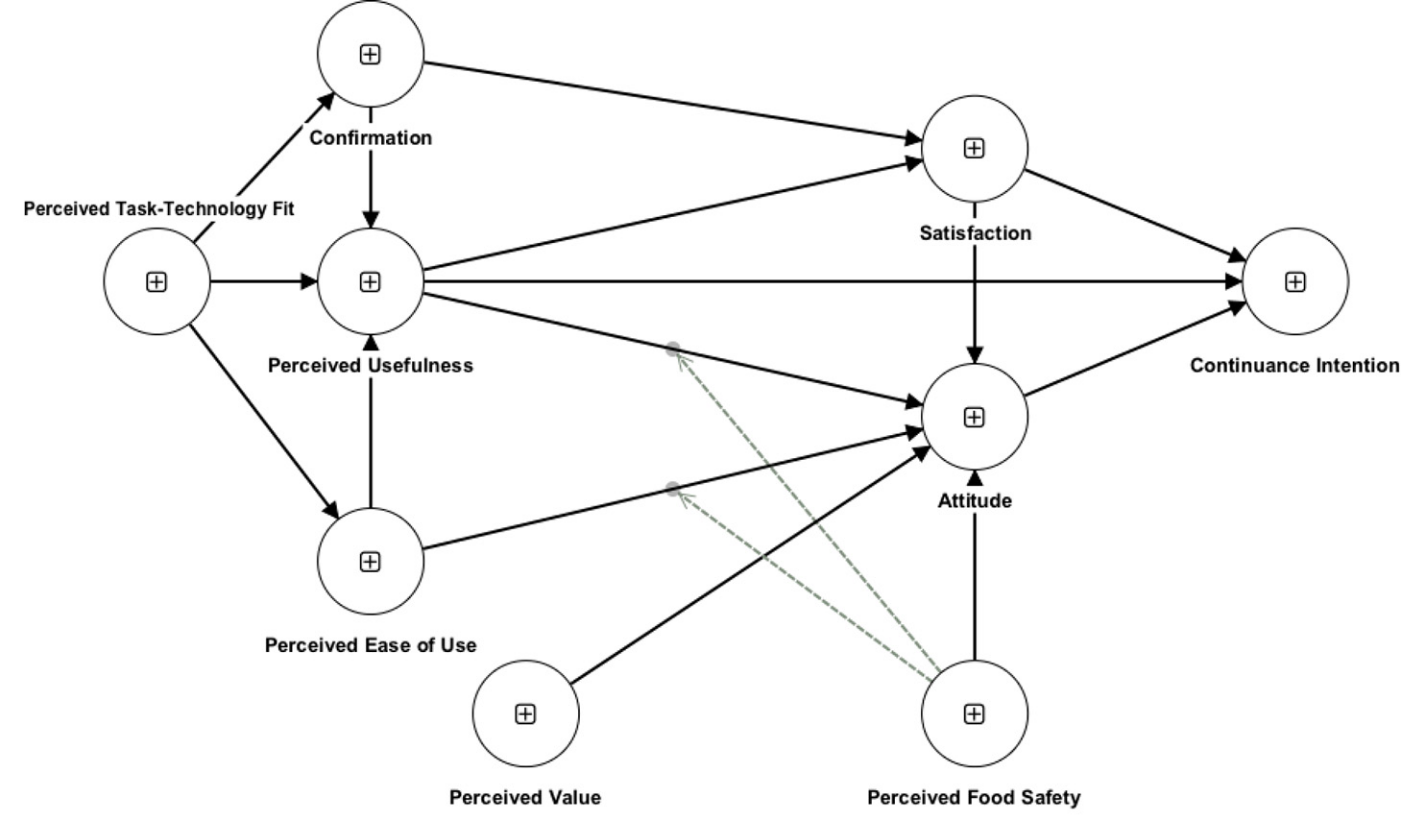 Confirmation
Perceived Task-Technology Fit
Satisfaction
Perceived Usefulness
Continuance Intention
Attitude
Perceived Ease of Use
Perceived Value
Perceived Food Safety